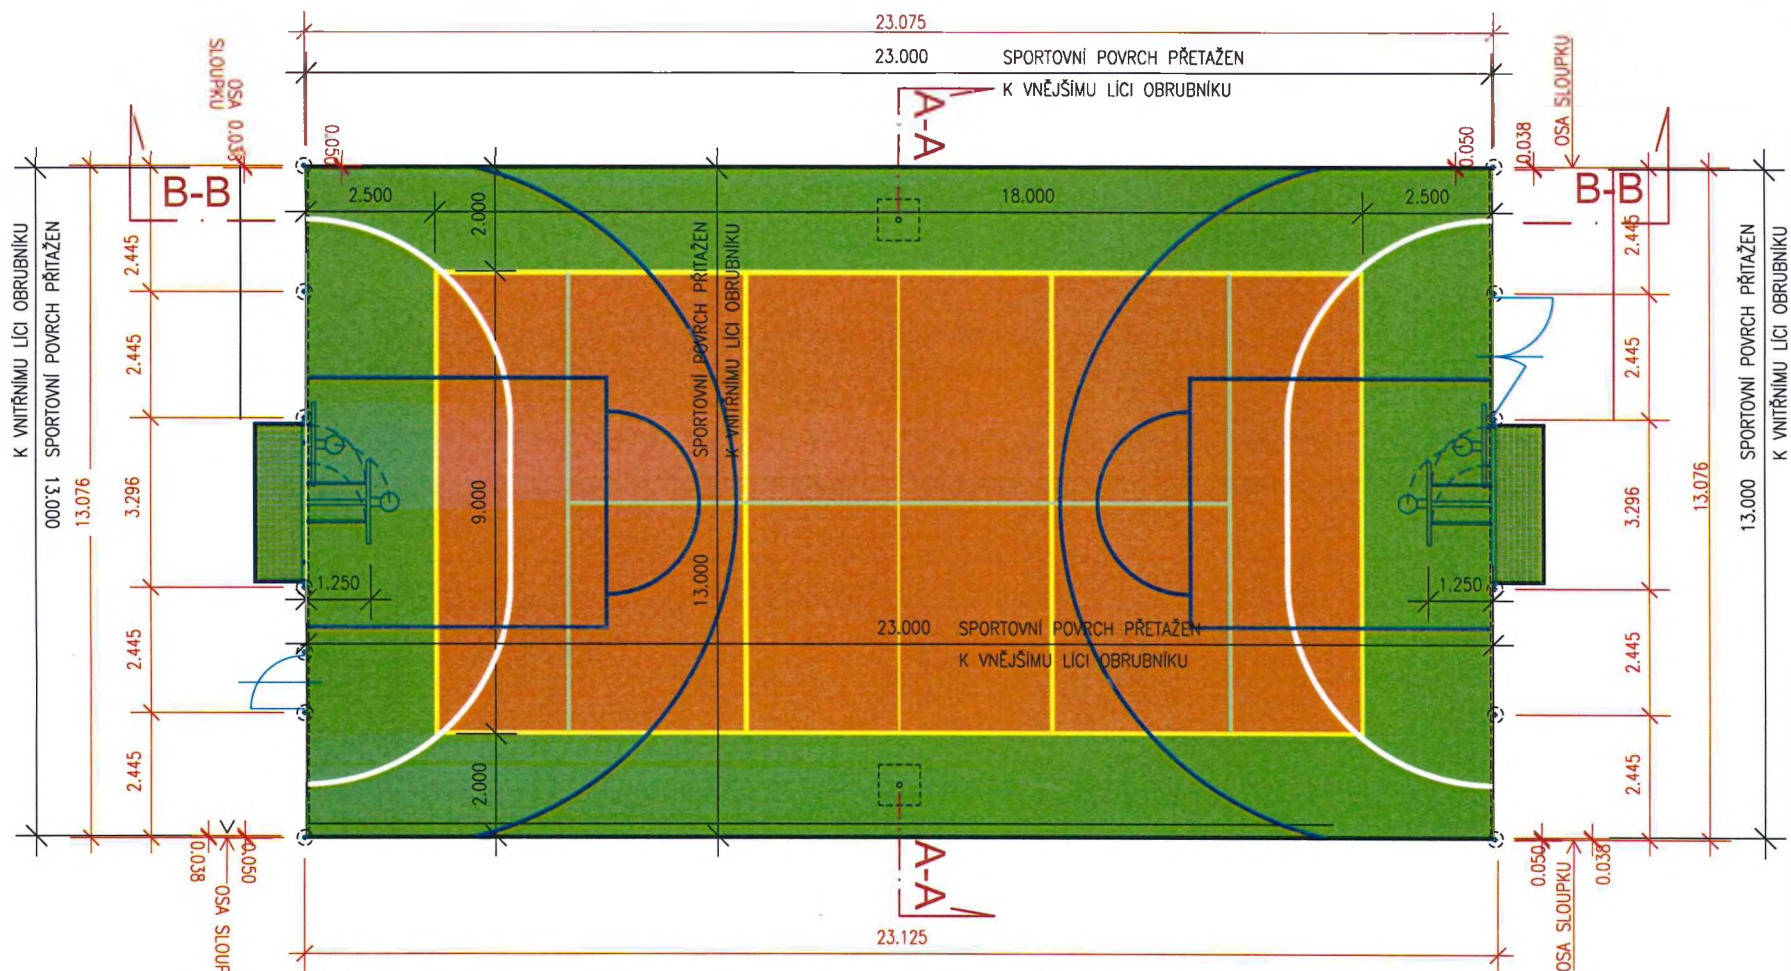 23.075
23.000 SPORTOVNÍ POVRCH PŘETAŽEN
K VNĚJŠÍMU LÍCI OBRUBNÍKU
OSA SLOUPKU
0.038
0.050
A-A
0.050
0.038
OSA SLOUPKU
B-B
B-B
2.500
18.000
2.500
2.000
9.000
2.000
SPORTOVNÍ POVRCH PŘITAŽEN
K VNITŘNÍMU LÍCI OBRUBNÍKU
13.000
K VNITŘNÍMU LÍCI OBRUBNÍKU
13.000 SPORTOVNÍ POVRCH PŘITAŽEN
13.076
2.445
2.445
3.296
2.445
2.445
1.250
1.250
23.000 SPORTOVNÍ POVRCH PŘETAŽEN
K VNĚJŠÍMU LÍCI OBRUBNÍKU
2.445
2.445
3.296
2.445
2.445
13.076
13.000 SPORTOVNÍ POVRCH PŘITAŽEN
K VNITŘNÍMU LÍCI OBRUBNÍKU
0.038
0.050
OSA SLOUP
A-A
0.050
0.038
OSA SLOUPKU
23.125